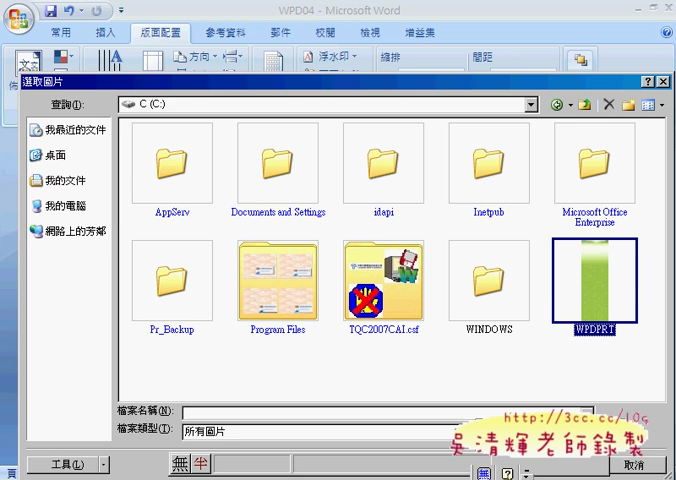 WPD04 - Microsoft Word
常用 插入 版面配置 參考資料 郵件 校閱 檢視 增益集
文字 方向 浮水印 縮排 間距
選取圖片
查詢(I): C (C:)
我最近的文件
桌面
我的文件
我的電腦
網路上的芳鄰
AppServ Documents and Settings idapi Inetpub Microsoft Office Enterprise
Pr_Backup Program Files TQC2007CAI.csf WINDOWS WPDPRT
檔案名稱(N):
檔案類型(T): 所有圖片
http://3cc.cc/10g
吳清輝老師錄製
工具(L) 無 半 取消
頁 無